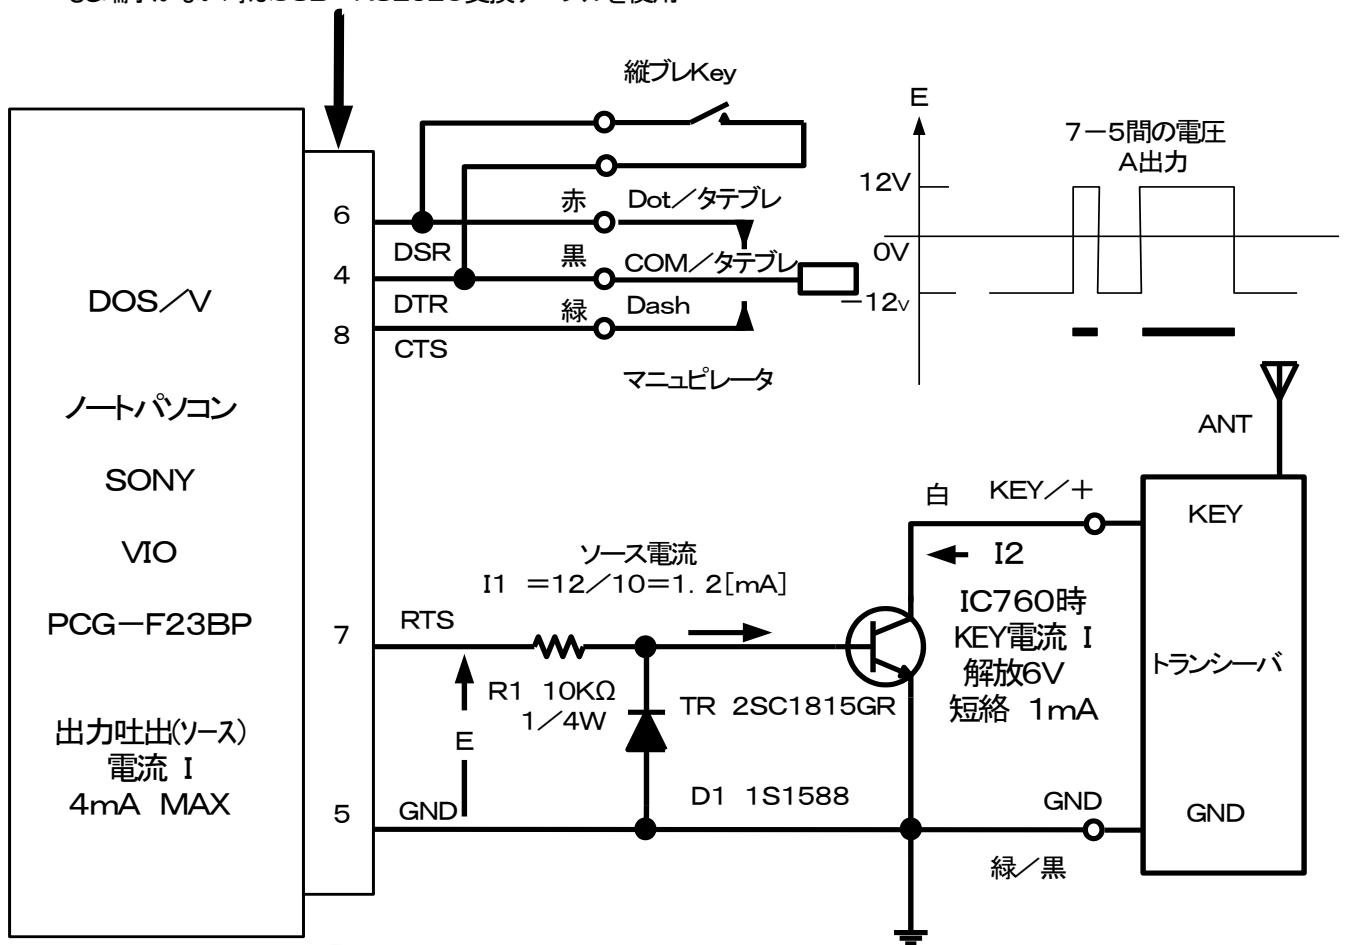 縦ブレKey
E
7－5間の電圧
A出力
12V
0V
－12V
6
DSR
4
DTR
8
CTS
赤
Dot／タテブレ
黒
COM／タテブレ
緑
Dash
マニュピレータ
DOS／V
ノートパソコン
SONY
VIO
PCG－F23BP
出力吐出(ソース)
電流 I
4mA MAX
ANT
白
KEY／＋
KEY
ソース電流
I1 ＝12／10＝1.2[mA]
I2
IC760時
KEY電流 I
解放6V
短絡 1mA
トランシーバ
7
RTS
R1 10KΩ
1／4W
TR 2SC1815GR
E
D1 1S1588
5
GND
GND
GND
緑／黒